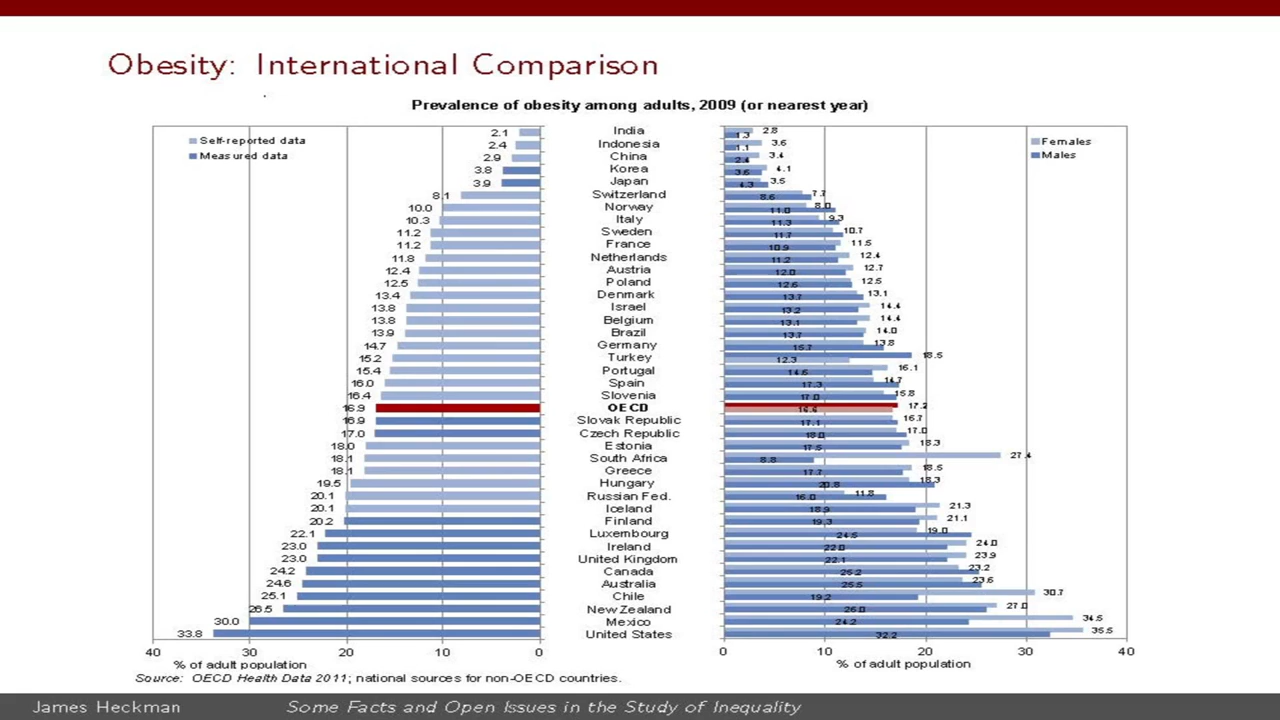 Obesity: International Comparison
Prevalence of obesity among adults, 2009 (or nearest year)
Self-reported data
Measured data
Females
Males
2.1 India 2.8 1.3
2.4 Indonesia 3.6 1.1
2.9 China 3.4 2.4
3.8 Korea 4.1 3.6
3.9 Japan 3.5 4.3
8.1 Switzerland 7.7 8.6
10.0 Norway 8.0 11.0
10.3 Italy 9.3 11.3
11.2 Sweden 10.7 11.7
11.2 France 11.5 10.9
11.8 Netherlands 12.4 11.2
12.4 Austria 12.7 12.0
12.5 Poland 12.5 12.6
13.4 Denmark 13.1 13.7
13.8 Israel 14.4 13.2
13.8 Belgium 14.4 13.1
13.9 Brazil 14.0 13.7
14.7 Germany 13.8 15.7
15.2 Turkey 18.5 12.3
15.4 Portugal 16.1 14.6
16.0 Spain 14.7 17.3
16.4 Slovenia 15.8 17.0
16.9 OECD 17.2 16.6
16.9 Slovak Republic 16.7 17.1
17.0 Czech Republic 17.0 18.0
18.0 Estonia 18.3 17.5
18.1 South Africa 27.4 8.8
18.1 Greece 18.5 17.7
19.5 Hungary 18.3 20.8
20.1 Russian Fed. 11.8 16.0
20.1 Iceland 21.3 18.9
20.2 Finland 21.1 19.3
22.1 Luxembourg 19.0 24.5
23.0 Ireland 24.0 22.0
23.0 United Kingdom 23.9 22.1
24.2 Canada 23.2 25.2
24.6 Australia 23.6 25.5
25.1 Chile 30.7 19.2
26.5 New Zealand 27.0 26.0
30.0 Mexico 34.5 24.2
33.8 United States 35.5 32.2
40 30 20 10 0 0 10 20 30 40
% of adult population % of adult population
Source: OECD Health Data 2011; national sources for non-OECD countries.
James Heckman Some Facts and Open Issues in the Study of Inequality